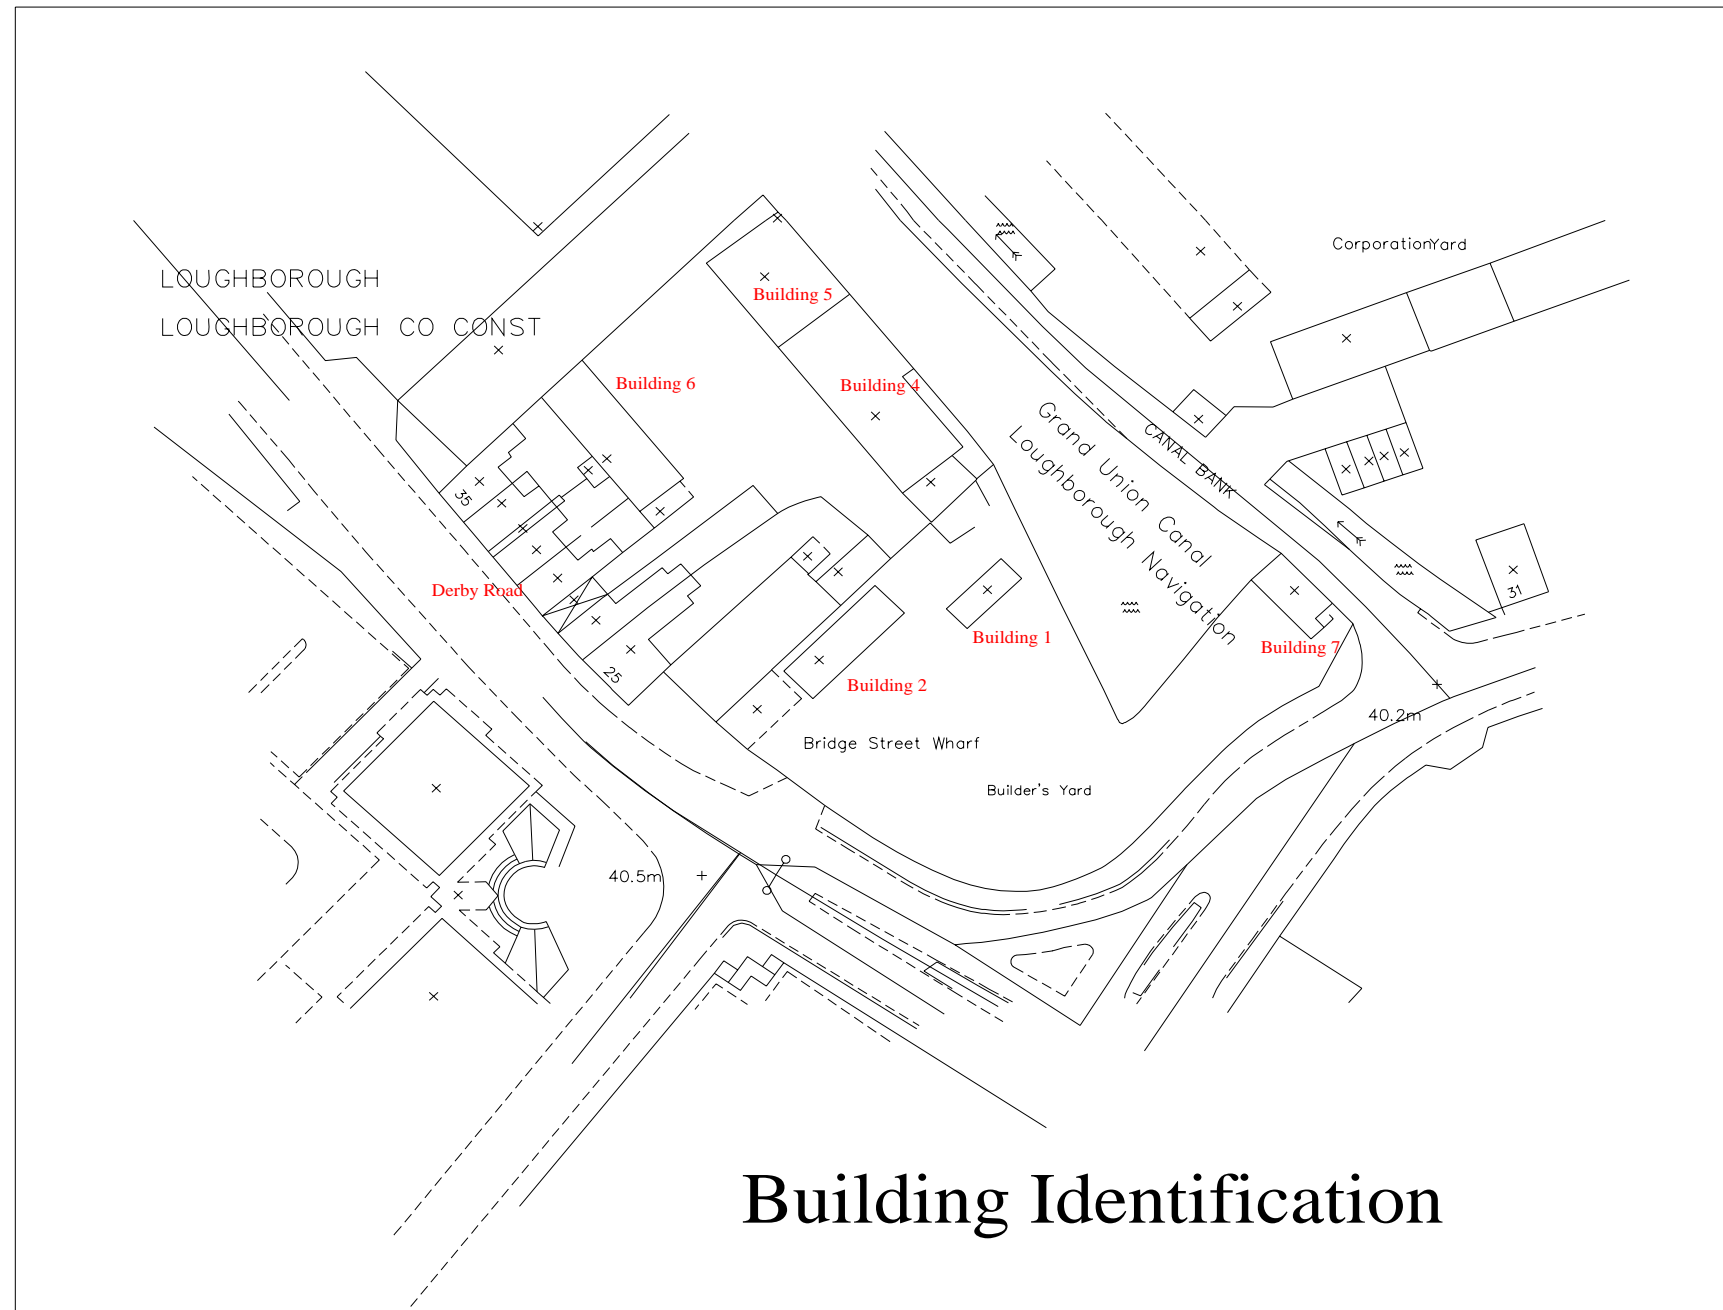 CorporationYard
LOUGHBOROUGH
Building 5
LOUGHBOROUGH CO CONST
Building 6
Building 4
Grand Union Canal
Loughborough Navigation
CANAL BANK
35
Derby Road
31
Building 1
Building 7
25
Building 2
40.2m
Bridge Street Wharf
Builder's Yard
40.5m
Building Identification